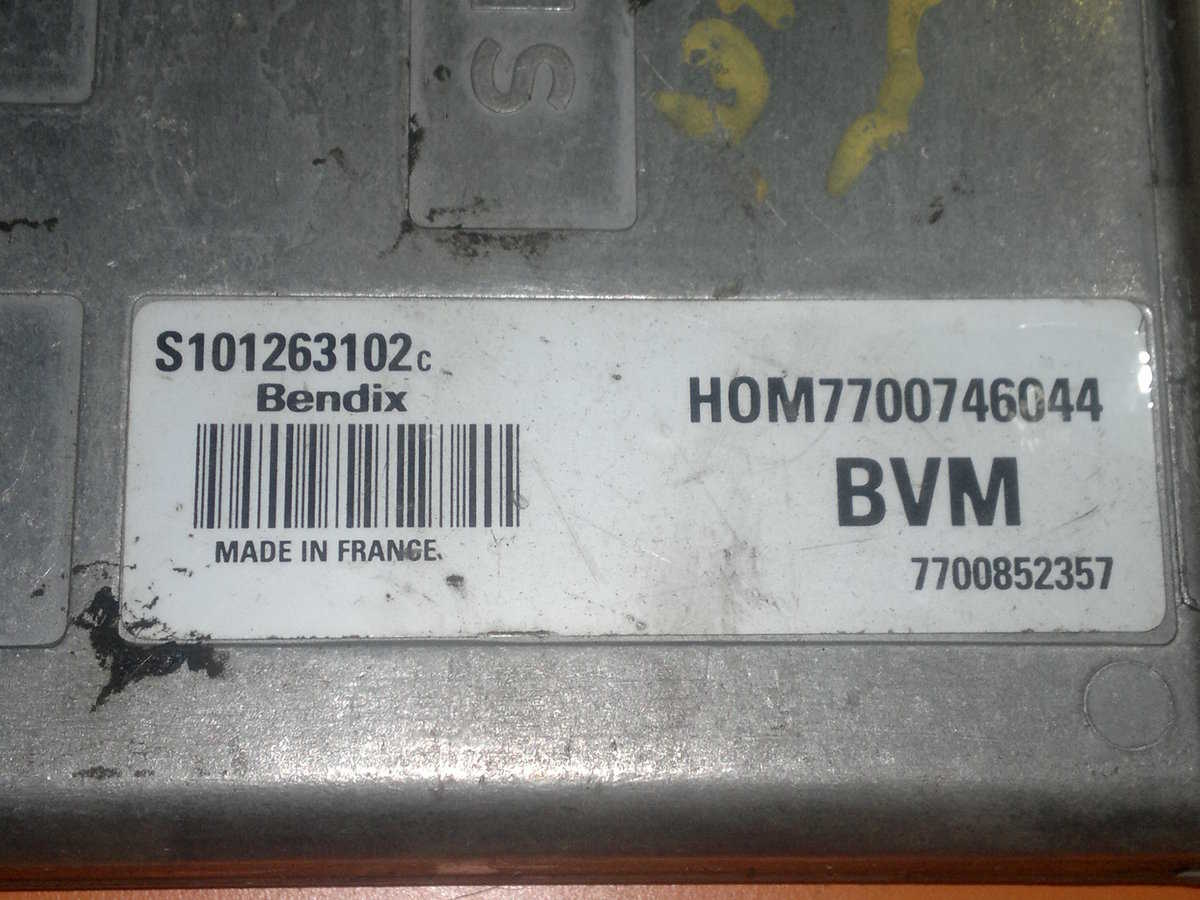 S
S101263102c
Bendix
MADE IN FRANCE
HOM7700746044
BVM
7700852357